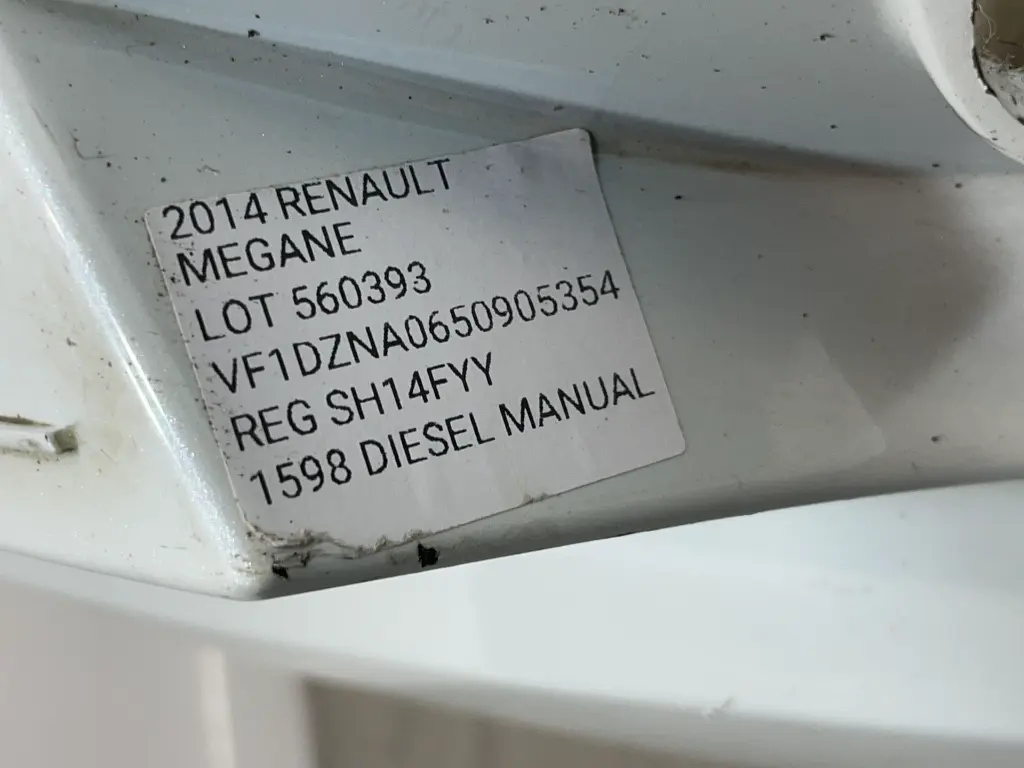 2014 RENAULT
MEGANE
LOT 560393
VF1DZNA0650905354
REG SH14FYY
1598 DIESEL MANUAL